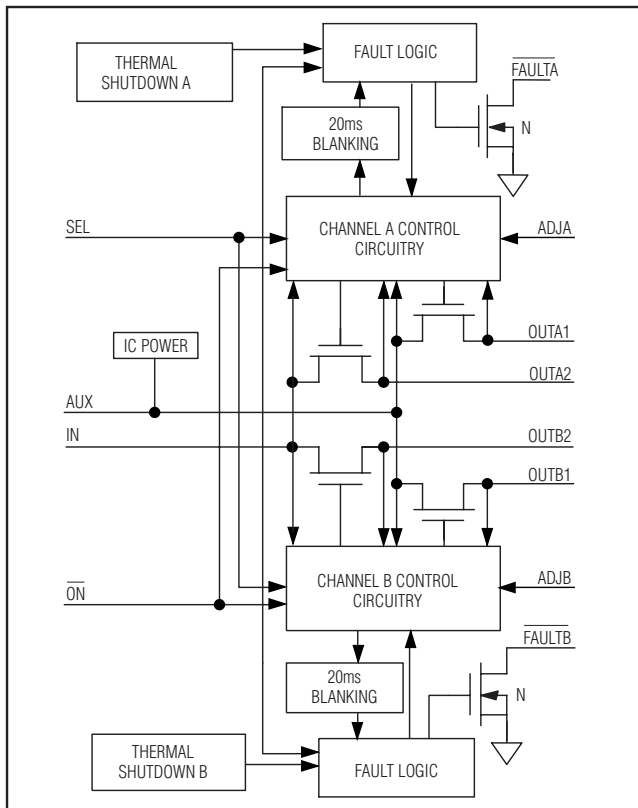 THERMAL
SHUTDOWN A
FAULT LOGIC
FAULTA
N
20ms
BLANKING
SEL
CHANNEL A CONTROL
CIRCUITRY
ADJA
IC POWER
OUTA1
OUTA2
AUX
IN
OUTB2
OUTB1
ON
CHANNEL B CONTROL
CIRCUITRY
ADJB
FAULTB
20ms
BLANKING
N
THERMAL
SHUTDOWN B
FAULT LOGIC